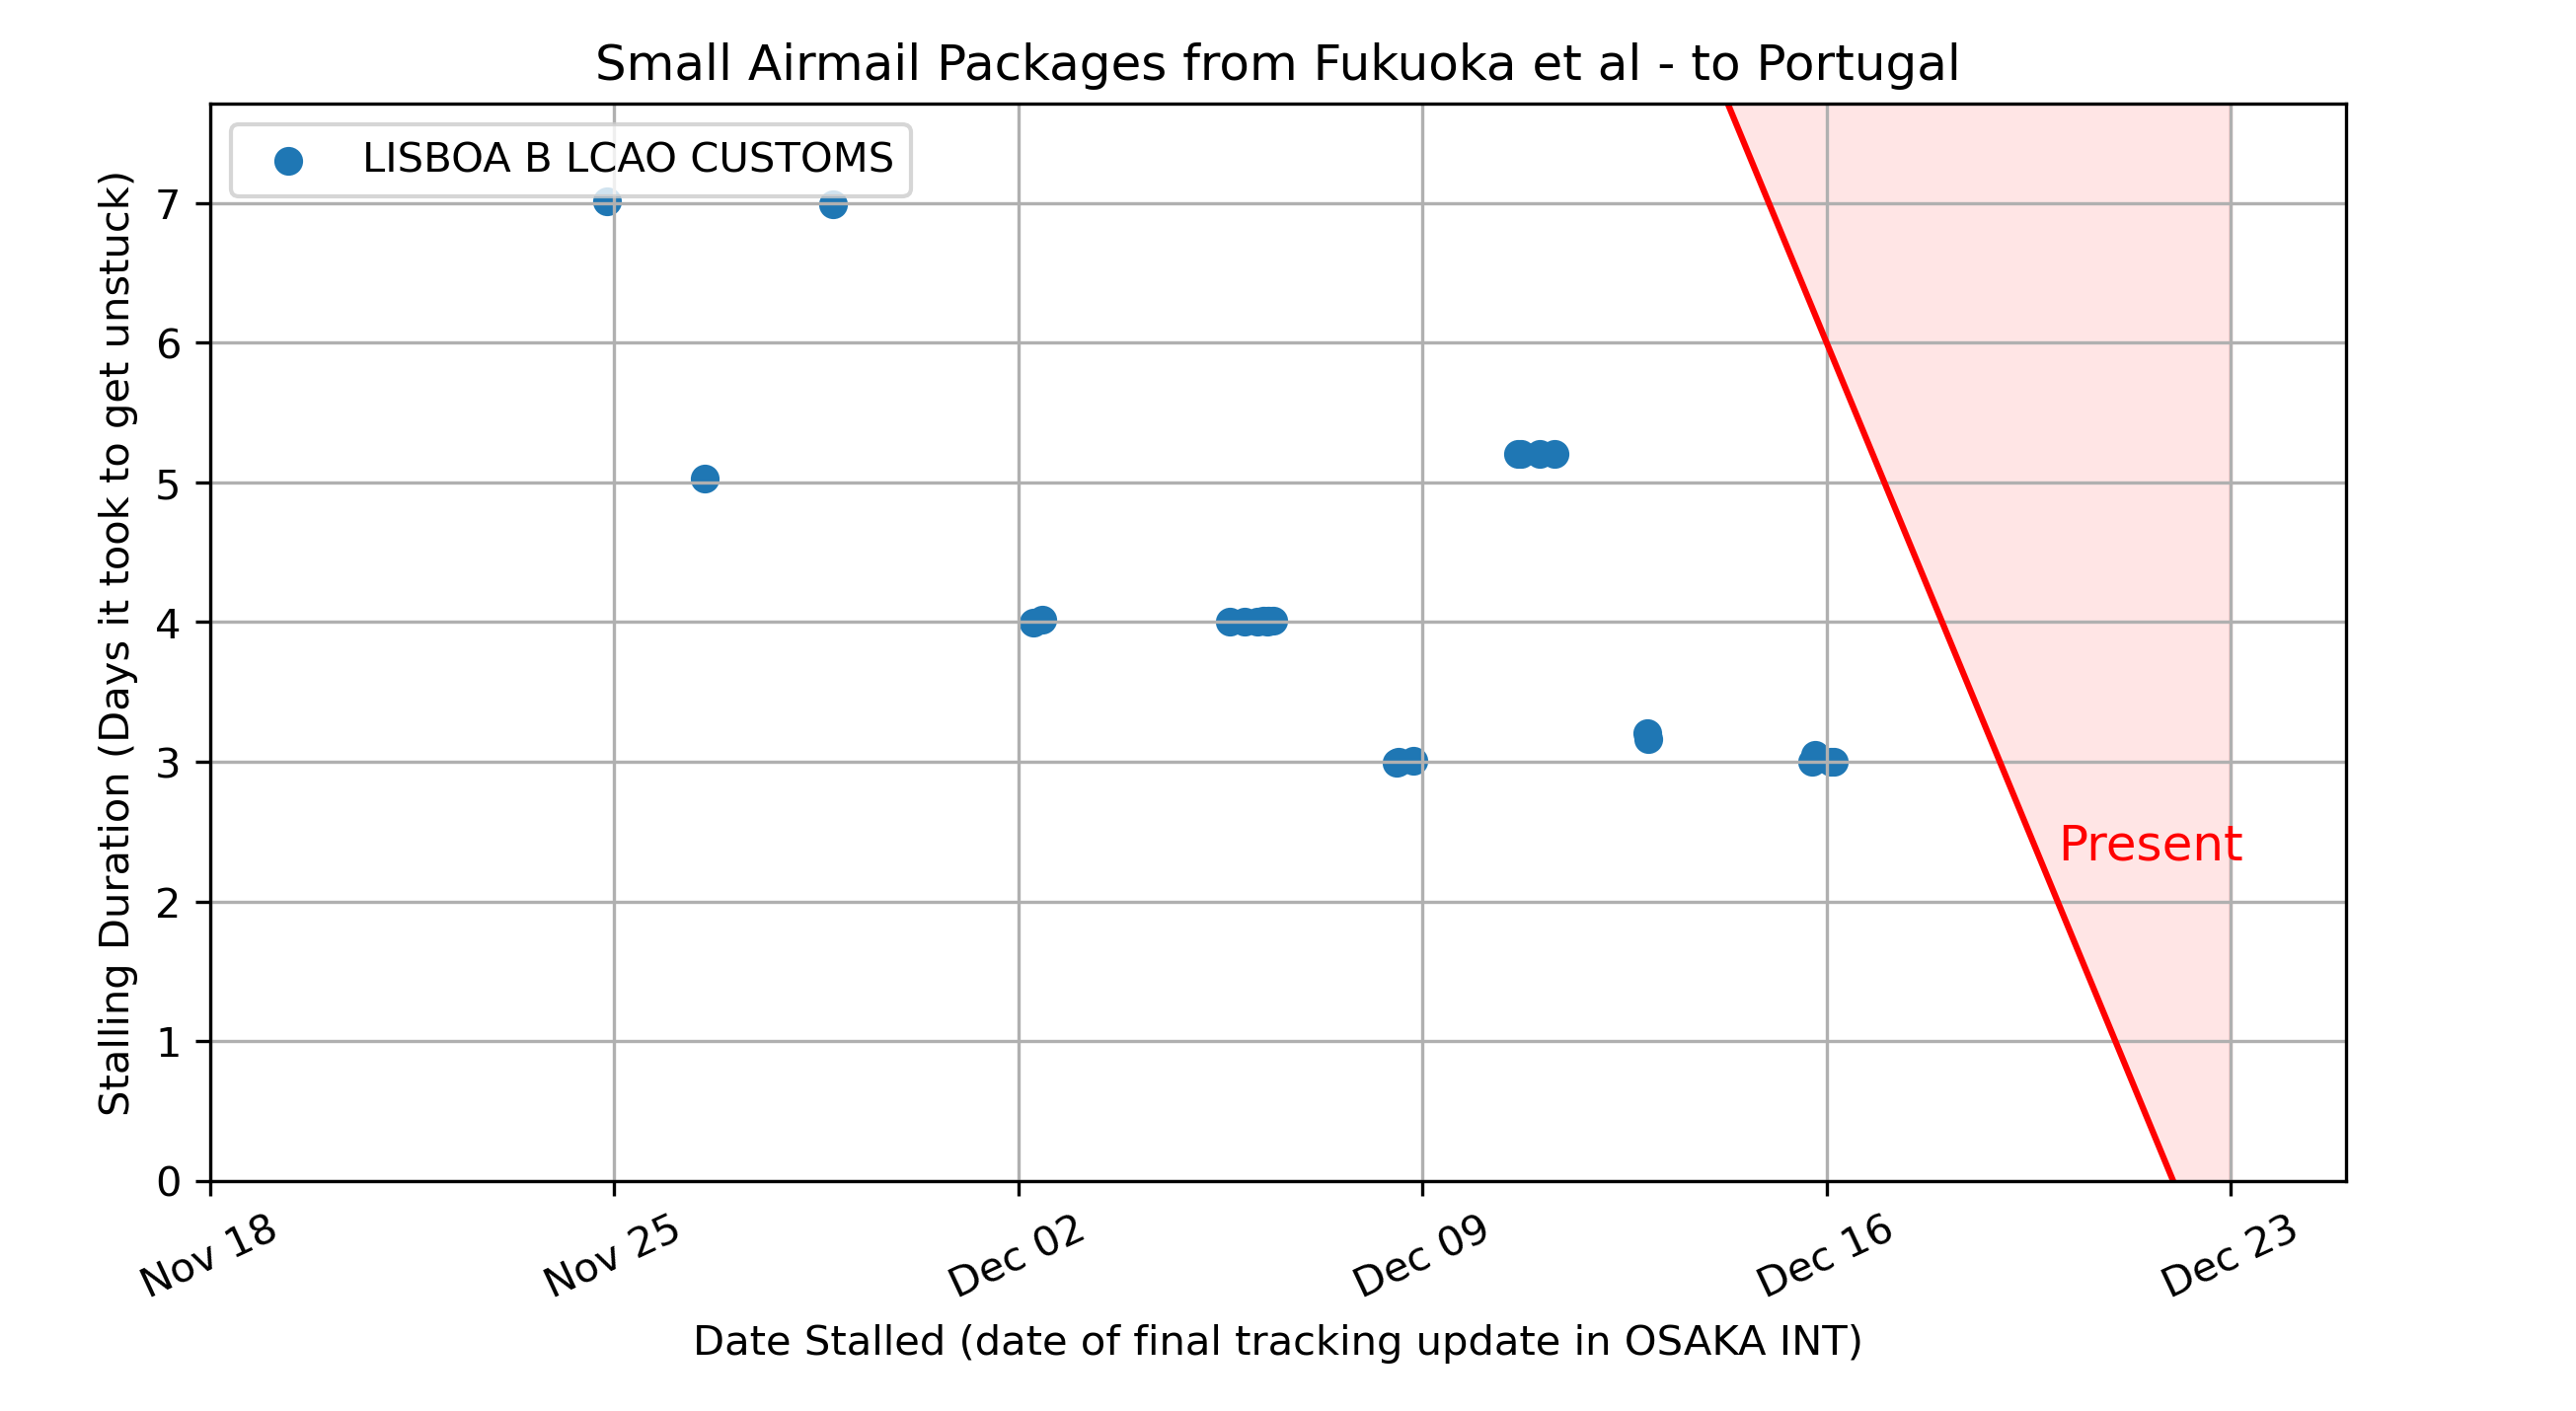 Small Airmail Packages from Fukuoka et al - to Portugal
LISBOA B LCAO CUSTOMS
Stalling Duration (Days it took to get unstuck)
7
6
5
4
3
2
1
0
Present
Nov 18
Nov 25
Dec 02
Dec 09
Dec 16
Dec 23
Date Stalled (date of final tracking update in OSAKA INT)